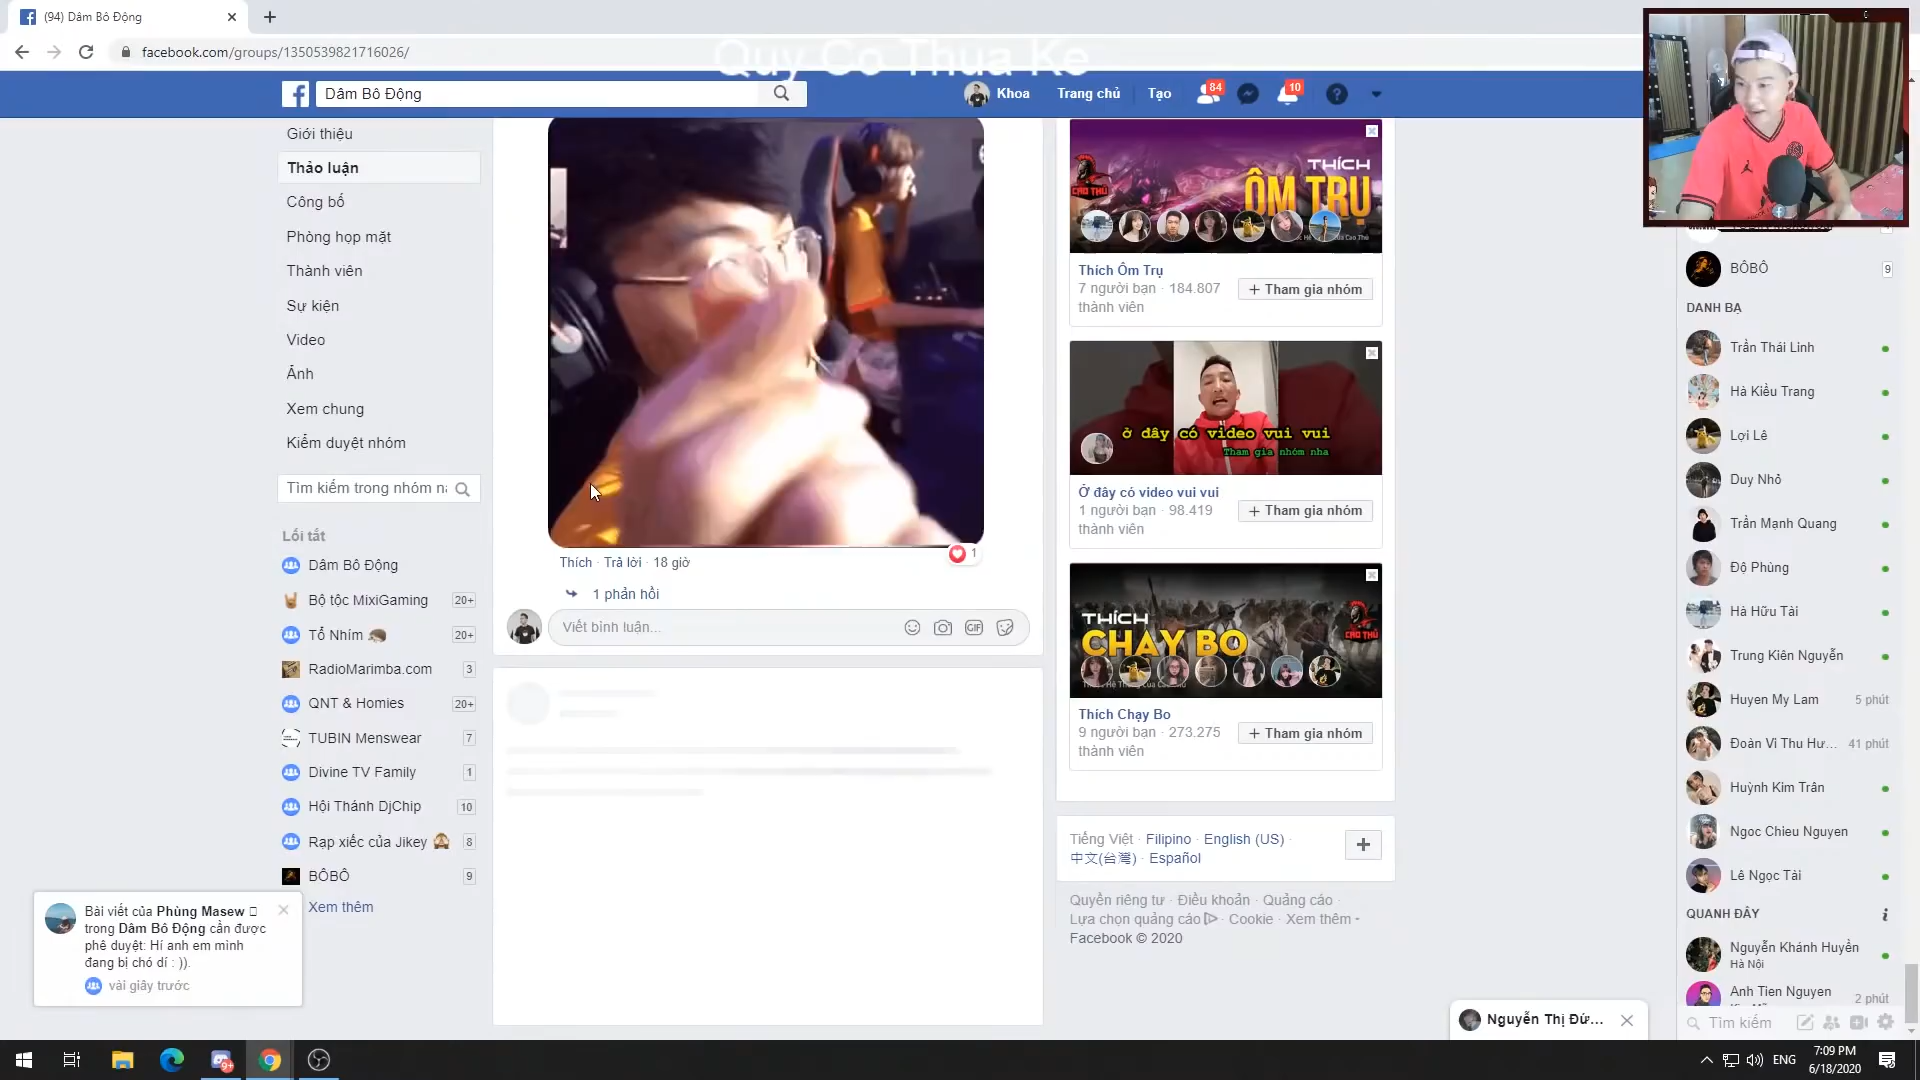 (94) Dâm Bô Động
facebook.com/groups/1350539821716026/
Quy Co Thua Ke
Dâm Bô Động
Khoa
Trang chủ
Tạo
84
10
Giới thiệu
Thảo luận
Công bố
Phòng họp mặt
Thành viên
Sự kiện
Video
Ảnh
Xem chung
Kiểm duyệt nhóm
Tìm kiếm trong nhóm nà
Lối tắt
Dâm Bô Động
Bộ tộc MixiGaming 20+
Tổ Nhím 20+
RadioMarimba.com 3
QNT & Homies 20+
TUBIN Menswear 7
Divine TV Family 1
Hội Thánh DjChip 10
Rạp xiếc của Jikey 8
BÔBÔ 9
Xem thêm
Bài viết của Phùng Masew
trong Dâm Bô Động cần được
phê duyệt: Hí anh em mình
đang bị chó dí : )).
vài giây trước
Thích · Trả lời · 18 giờ
1
1 phản hồi
Viết bình luận...
GIF
THÍCH
ÔM TRỤ
CAO THỦ
Thích Ôm Trụ
7 người bạn · 184.807
thành viên
+ Tham gia nhóm
ở đây có video vui vui
Tham gia nhóm nha
Ở đây có video vui vui
1 người bạn · 98.419
thành viên
+ Tham gia nhóm
THÍCH
CHẠY BO
CAO THỦ
Thích Chạy Bo
9 người bạn · 273.275
thành viên
+ Tham gia nhóm
Tiếng Việt · Filipino · English (US) ·
中文(台灣) · Español
Quyền riêng tư · Điều khoản · Quảng cáo ·
Lựa chọn quảng cáo · Cookie · Xem thêm
Facebook © 2020
BÔBÔ 9
DANH BẠ
Trần Thái Linh
Hà Kiều Trang
Lợi Lê
Duy Nhỏ
Trần Mạnh Quang
Độ Phùng
Hà Hữu Tài
Trung Kiên Nguyễn
Huyen My Lam 5 phút
Đoàn Vi Thu Hư... 41 phút
Huỳnh Kim Trân
Ngoc Chieu Nguyen
Lê Ngọc Tài
QUANH ĐÂY
Nguyễn Khánh Huyền
Hà Nội
Anh Tien Nguyen 2 phút
Tìm kiếm
Nguyễn Thị Đứ...
9+
ENG
7:09 PM
6/18/2020